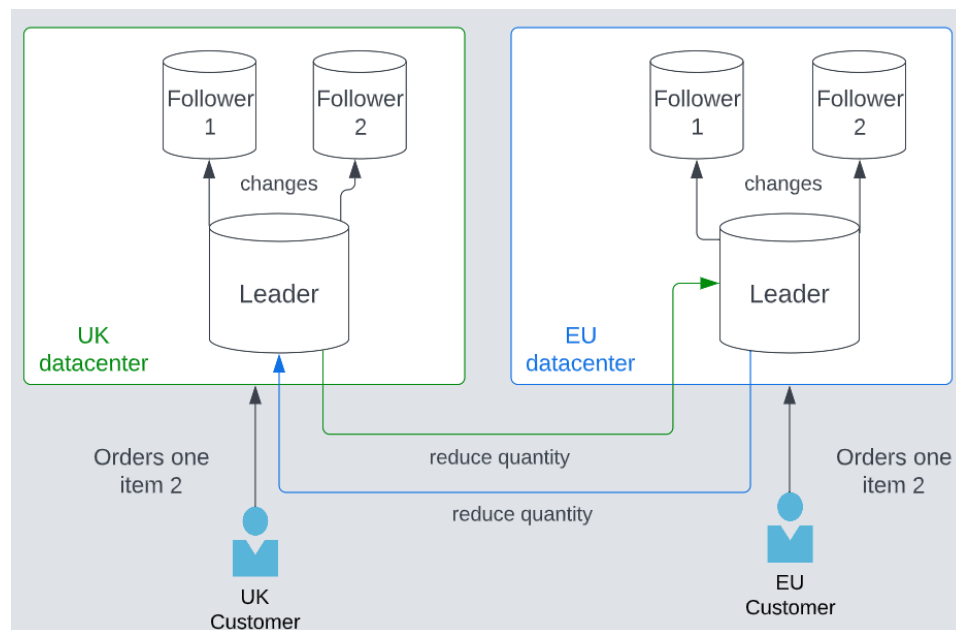 Follower
1
Follower
2
changes
Leader
UK
datacenter
Follower
1
Follower
2
changes
Leader
EU
datacenter
Orders one
item 2
reduce quantity
reduce quantity
Orders one
item 2
UK
Customer
EU
Customer